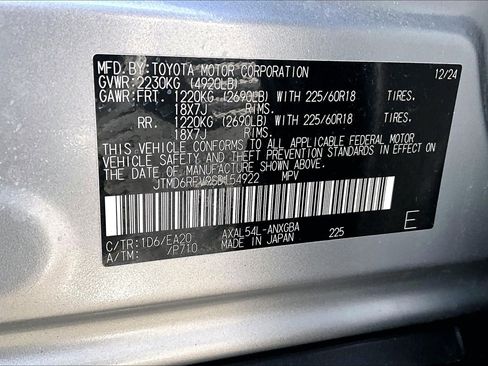 MFD.BY:TOYOTA MOTOR CORPORATION 12/24
GVWR:2230KG (4920LB)
GAWR:FRT. 1220KG (2690LB) WITH 225/60R18 TIRES.
18X7J RIMS.
RR. 1220KG (2690LB) WITH 225/60R18 TIRES.
18X7J RIMS.
THIS VEHICLE CONFORMS TO ALL APPLICABLE FEDERAL MOTOR
VEHICLE SAFETY AND THEFT PREVENTION STANDARDS IN EFFECT ON
THE DATE OF MANUFACTURE SHOWN ABOVE.
MPV
C/TR:1D6/EA20 AXAL54L-ANXGBA
A/TM: /P710 MADE IN JAPAN 225 E